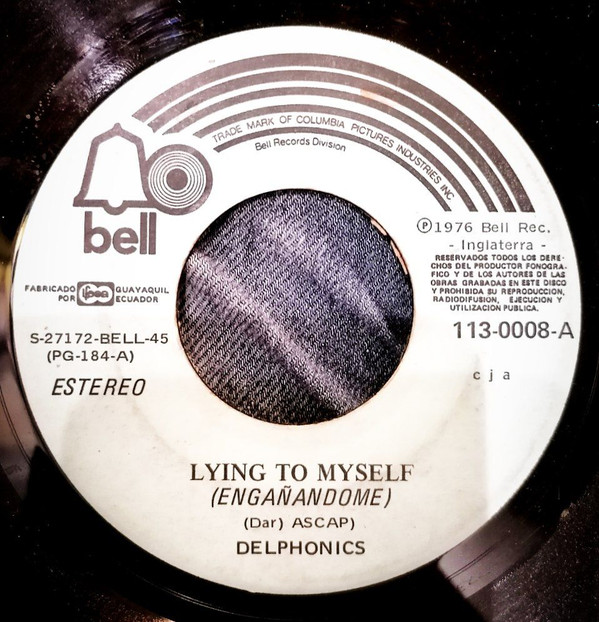 TRADE MARK OF COLUMBIA PICTURES INDUSTRIES INC
Bell Records Division
bell
Ⓟ1976 Bell Rec.
- Inglaterra -
RESERVADOS TODOS LOS DERE-
CHOS DEL PRODUCTOR FONOGRA-
FICO Y DE LOS AUTORES DE LAS
OBRAS GRABADAS EN ESTE DISCO
Y PROHIBIDA SU REPRODUCCION,
RADIODIFUSION, EJECUCION Y
UTILIZACION PUBLICA.
FABRICADO POR ifesa GUAYAQUIL ECUADOR
S-27172-BELL-45
(PG-184-A)
113-0008-A
ESTEREO
c j a
LYING TO MYSELF
(ENGAÑANDOME)
(Dar) ASCAP)
DELPHONICS